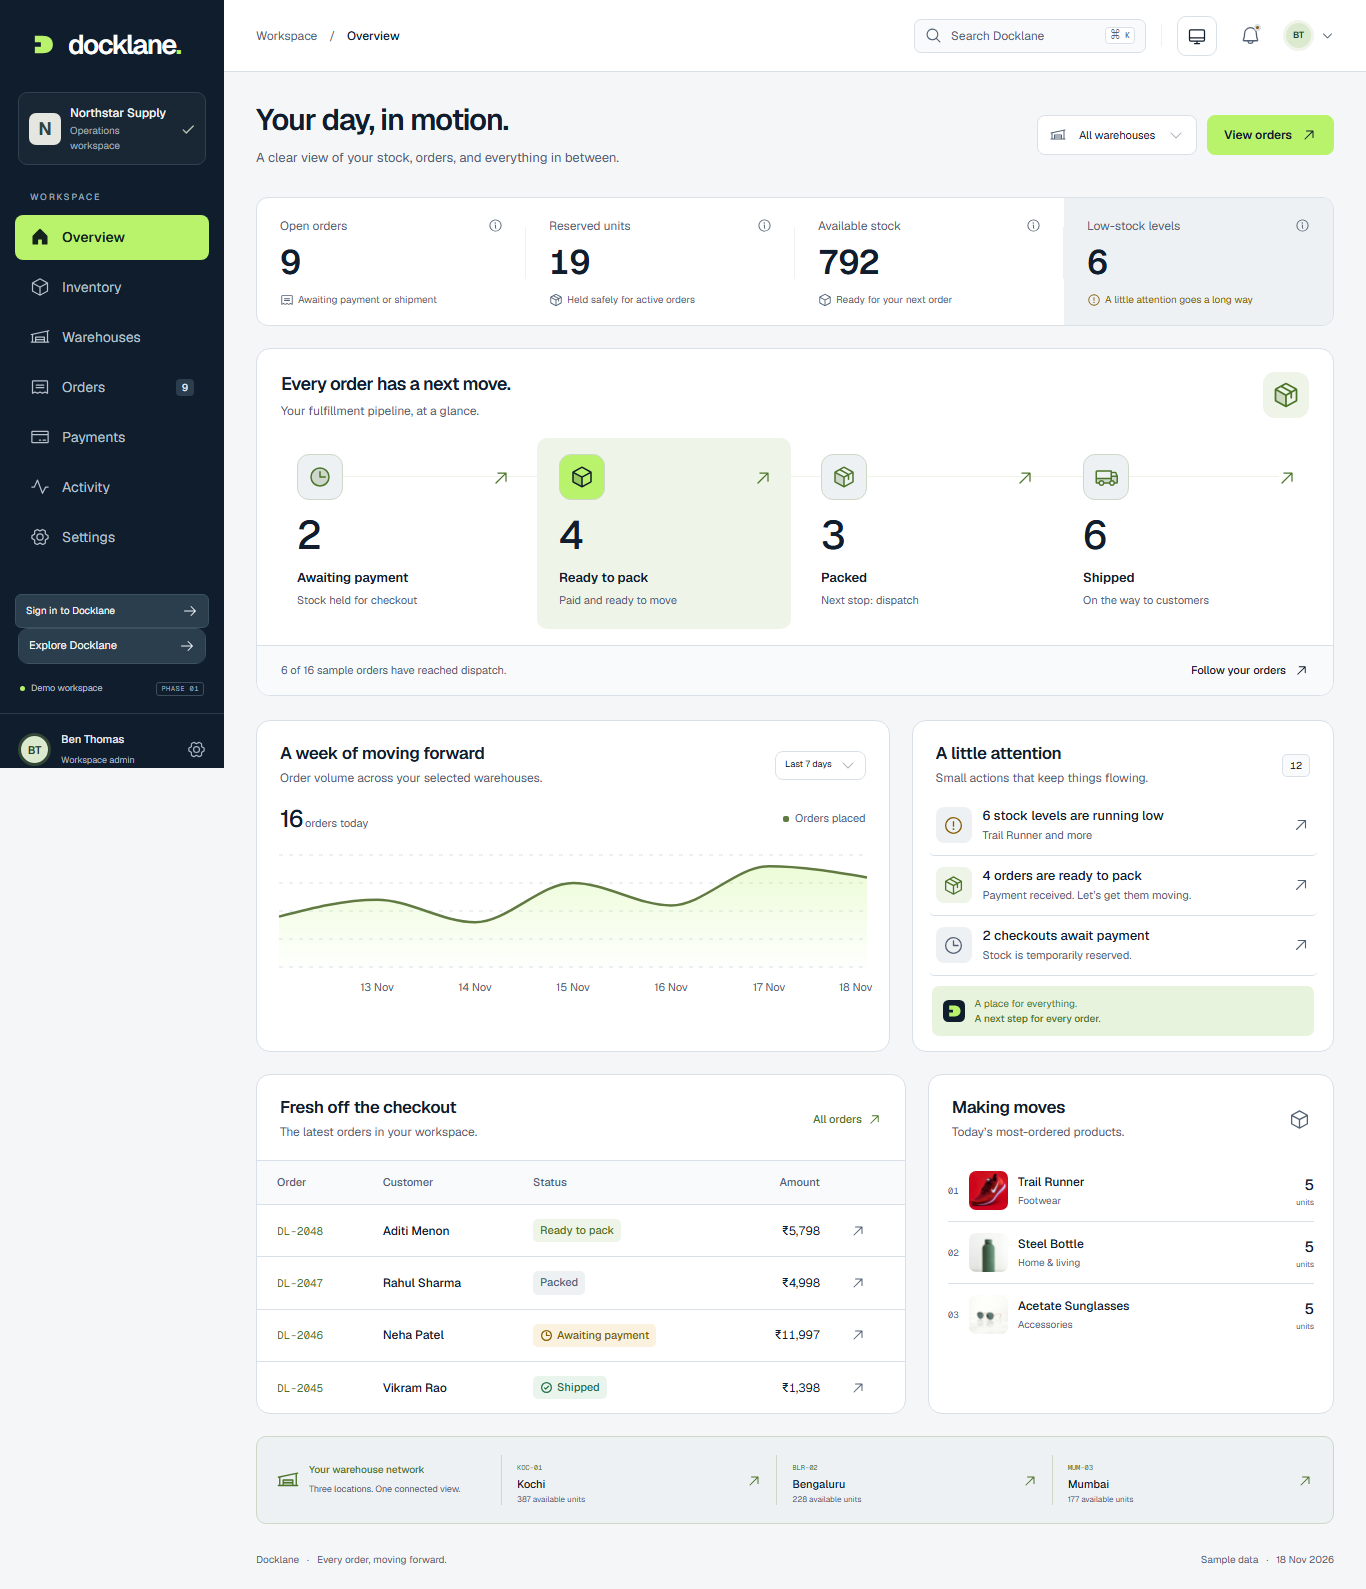 docklane.
N
Northstar Supply
Operations
workspace
WORKSPACE
Overview
Inventory
Warehouses
Orders
9
Payments
Activity
Settings
Sign in to Docklane
Explore Docklane
Demo workspace
PHASE 01
BT
Ben Thomas
Workspace admin
Workspace / Overview
Search Docklane
⌘ K
BT
Your day, in motion.
A clear view of your stock, orders, and everything in between.
All warehouses
View orders
Open orders
9
Awaiting payment or shipment
Reserved units
19
Held safely for active orders
Available stock
792
Ready for your next order
Low-stock levels
6
A little attention goes a long way
Every order has a next move.
Your fulfillment pipeline, at a glance.
2
Awaiting payment
Stock held for checkout
4
Ready to pack
Paid and ready to move
3
Packed
Next stop: dispatch
6
Shipped
On the way to customers
6 of 16 sample orders have reached dispatch.
Follow your orders
A week of moving forward
Order volume across your selected warehouses.
Last 7 days
16 orders today
Orders placed
13 Nov
14 Nov
15 Nov
16 Nov
17 Nov
18 Nov
A little attention
Small actions that keep things flowing.
12
6 stock levels are running low
Trail Runner and more
4 orders are ready to pack
Payment received. Let's get them moving.
2 checkouts await payment
Stock is temporarily reserved.
A place for everything.
A next step for every order.
Fresh off the checkout
The latest orders in your workspace.
All orders
Order Customer Status Amount
DL-2048 Aditi Menon Ready to pack ₹5,798
DL-2047 Rahul Sharma Packed ₹4,998
DL-2046 Neha Patel Awaiting payment ₹11,997
DL-2045 Vikram Rao Shipped ₹1,398
Making moves
Today's most-ordered products.
01
Trail Runner
Footwear
5
units
02
Steel Bottle
Home & living
5
units
03
Acetate Sunglasses
Accessories
5
units
Your warehouse network
Three locations. One connected view.
KOC-01
Kochi
387 available units
BLR-02
Bengaluru
228 available units
MUM-03
Mumbai
177 available units
Docklane · Every order, moving forward.
Sample data · 18 Nov 2026